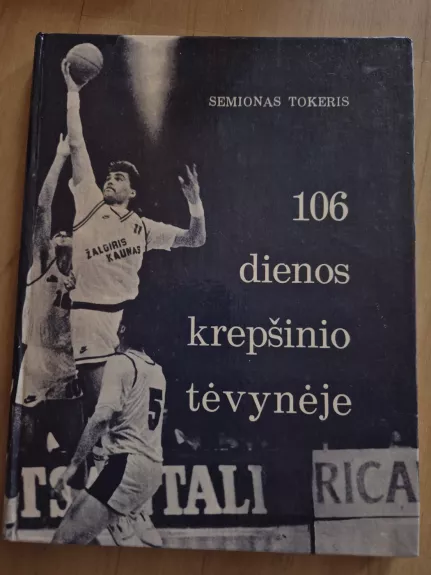 SEMIONAS TOKERIS
106
dienos
krepšinio
tėvynėje
11
ŽALGIRIS
KAUNAS
5
TALI
RICA